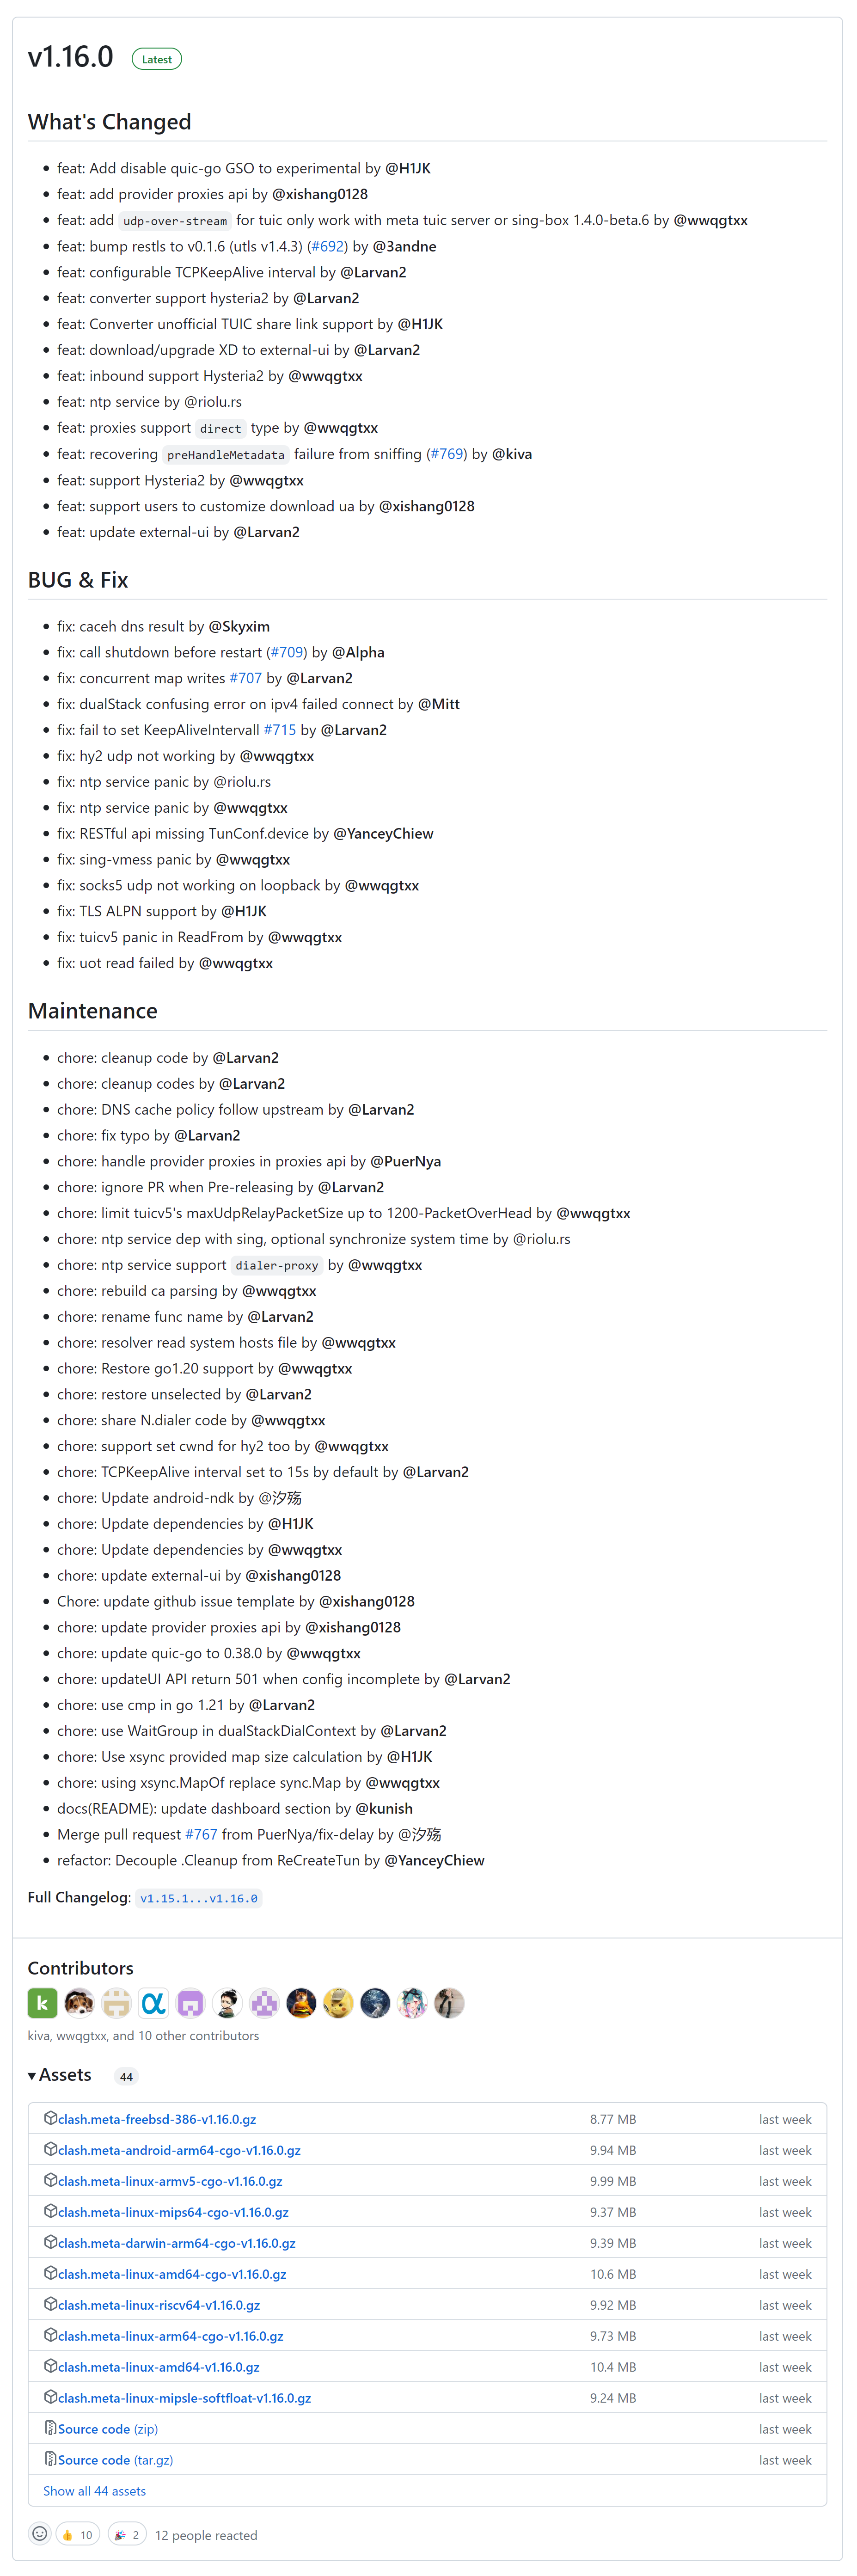 v1.16.0 Latest
What's Changed
feat: Add disable quic-go GSO to experimental by @H1JK
feat: add provider proxies api by @xishang0128
feat: add udp-over-stream for tuic only work with meta tuic server or sing-box 1.4.0-beta.6 by @wwqgtxx
feat: bump restls to v0.1.6 (utls v1.4.3) (#692) by @3andne
feat: configurable TCPKeepAlive interval by @Larvan2
feat: converter support hysteria2 by @Larvan2
feat: Converter unofficial TUIC share link support by @H1JK
feat: download/upgrade XD to external-ui by @Larvan2
feat: inbound support Hysteria2 by @wwqgtxx
feat: ntp service by @riolu.rs
feat: proxies support direct type by @wwqgtxx
feat: recovering preHandleMetadata failure from sniffing (#769) by @kiva
feat: support Hysteria2 by @wwqgtxx
feat: support users to customize download ua by @xishang0128
feat: update external-ui by @Larvan2
BUG & Fix
fix: caceh dns result by @Skyxim
fix: call shutdown before restart (#709) by @Alpha
fix: concurrent map writes #707 by @Larvan2
fix: dualStack confusing error on ipv4 failed connect by @Mitt
fix: fail to set KeepAliveIntervall #715 by @Larvan2
fix: hy2 udp not working by @wwqgtxx
fix: ntp service panic by @riolu.rs
fix: ntp service panic by @wwqgtxx
fix: RESTful api missing TunConf.device by @YanceyChiew
fix: sing-vmess panic by @wwqgtxx
fix: socks5 udp not working on loopback by @wwqgtxx
fix: TLS ALPN support by @H1JK
fix: tuicv5 panic in ReadFrom by @wwqgtxx
fix: uot read failed by @wwqgtxx
Maintenance
chore: cleanup code by @Larvan2
chore: cleanup codes by @Larvan2
chore: DNS cache policy follow upstream by @Larvan2
chore: fix typo by @Larvan2
chore: handle provider proxies in proxies api by @PuerNya
chore: ignore PR when Pre-releasing by @Larvan2
chore: limit tuicv5's maxUdpRelayPacketSize up to 1200-PacketOverHead by @wwqgtxx
chore: ntp service dep with sing, optional synchronize system time by @riolu.rs
chore: ntp service support dialer-proxy by @wwqgtxx
chore: rebuild ca parsing by @wwqgtxx
chore: rename func name by @Larvan2
chore: resolver read system hosts file by @wwqgtxx
chore: Restore go1.20 support by @wwqgtxx
chore: restore unselected by @Larvan2
chore: share N.dialer code by @wwqgtxx
chore: support set cwnd for hy2 too by @wwqgtxx
chore: TCPKeepAlive interval set to 15s by default by @Larvan2
chore: Update android-ndk by @汐殇
chore: Update dependencies by @H1JK
chore: Update dependencies by @wwqgtxx
chore: update external-ui by @xishang0128
Chore: update github issue template by @xishang0128
chore: update provider proxies api by @xishang0128
chore: update quic-go to 0.38.0 by @wwqgtxx
chore: updateUI API return 501 when config incomplete by @Larvan2
chore: use cmp in go 1.21 by @Larvan2
chore: use WaitGroup in dualStackDialContext by @Larvan2
chore: Use xsync provided map size calculation by @H1JK
chore: using xsync.MapOf replace sync.Map by @wwqgtxx
docs(README): update dashboard section by @kunish
Merge pull request #767 from PuerNya/fix-delay by @汐殇
refactor: Decouple .Cleanup from ReCreateTun by @YanceyChiew
Full Changelog: v1.15.1...v1.16.0
Contributors
k α
kiva, wwqgtxx, and 10 other contributors
Assets 44
clash.meta-freebsd-386-v1.16.0.gz 8.77 MB last week
clash.meta-android-arm64-cgo-v1.16.0.gz 9.94 MB last week
clash.meta-linux-armv5-cgo-v1.16.0.gz 9.99 MB last week
clash.meta-linux-mips64-cgo-v1.16.0.gz 9.37 MB last week
clash.meta-darwin-arm64-cgo-v1.16.0.gz 9.39 MB last week
clash.meta-linux-amd64-cgo-v1.16.0.gz 10.6 MB last week
clash.meta-linux-riscv64-v1.16.0.gz 9.92 MB last week
clash.meta-linux-arm64-cgo-v1.16.0.gz 9.73 MB last week
clash.meta-linux-amd64-v1.16.0.gz 10.4 MB last week
clash.meta-linux-mipsle-softfloat-v1.16.0.gz 9.24 MB last week
Source code (zip) last week
Source code (tar.gz) last week
Show all 44 assets
10 2 12 people reacted